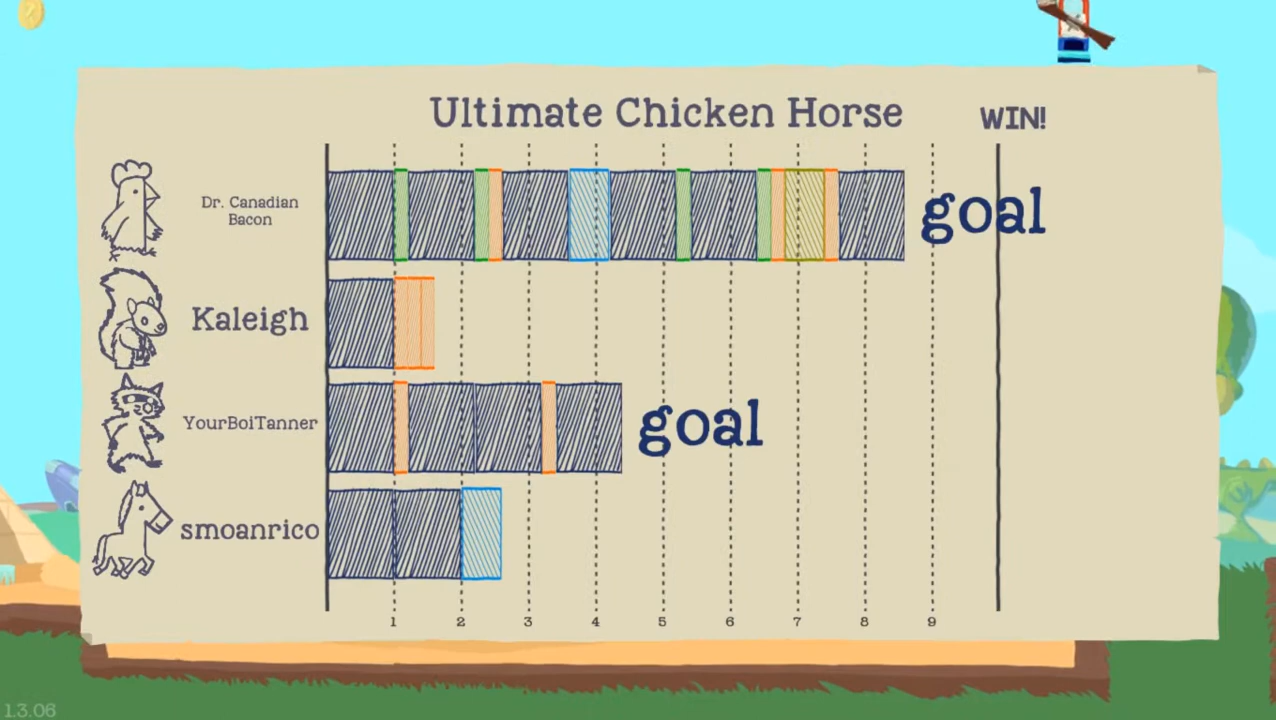 Ultimate Chicken Horse
WIN!
Dr. Canadian
Bacon
goal
Kaleigh
YourBoiTanner
goal
smoanrico
1 2 3 4 5 6 7 8 9
1.3.06